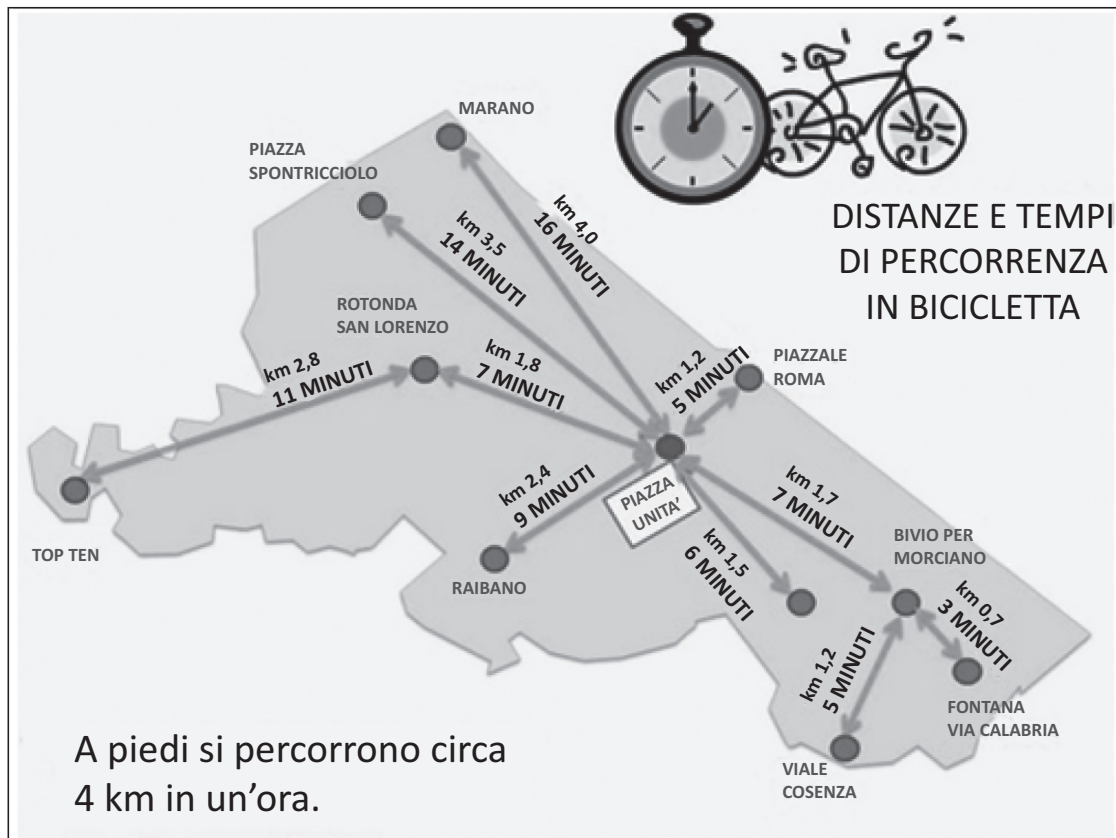 MARANO
PIAZZA
SPONTRICCIOLO
km 4,0
16 MINUTI
km 3,5
14 MINUTI
DISTANZE E TEMPI
DI PERCORRENZA
IN BICICLETTA
ROTONDA
SAN LORENZO
km 2,8
11 MINUTI
km 1,8
7 MINUTI
km 1,2
5 MINUTI
PIAZZALE
ROMA
km 2,4
9 MINUTI
PIAZZA
UNITA'
km 1,7
7 MINUTI
TOP TEN
RAIBANO
km 1,5
6 MINUTI
BIVIO PER
MORCIANO
km 0,7
3 MINUTI
km 1,2
5 MINUTI
FONTANA
VIA CALABRIA
VIALE
COSENZA
A piedi si percorrono circa
4 km in un'ora.